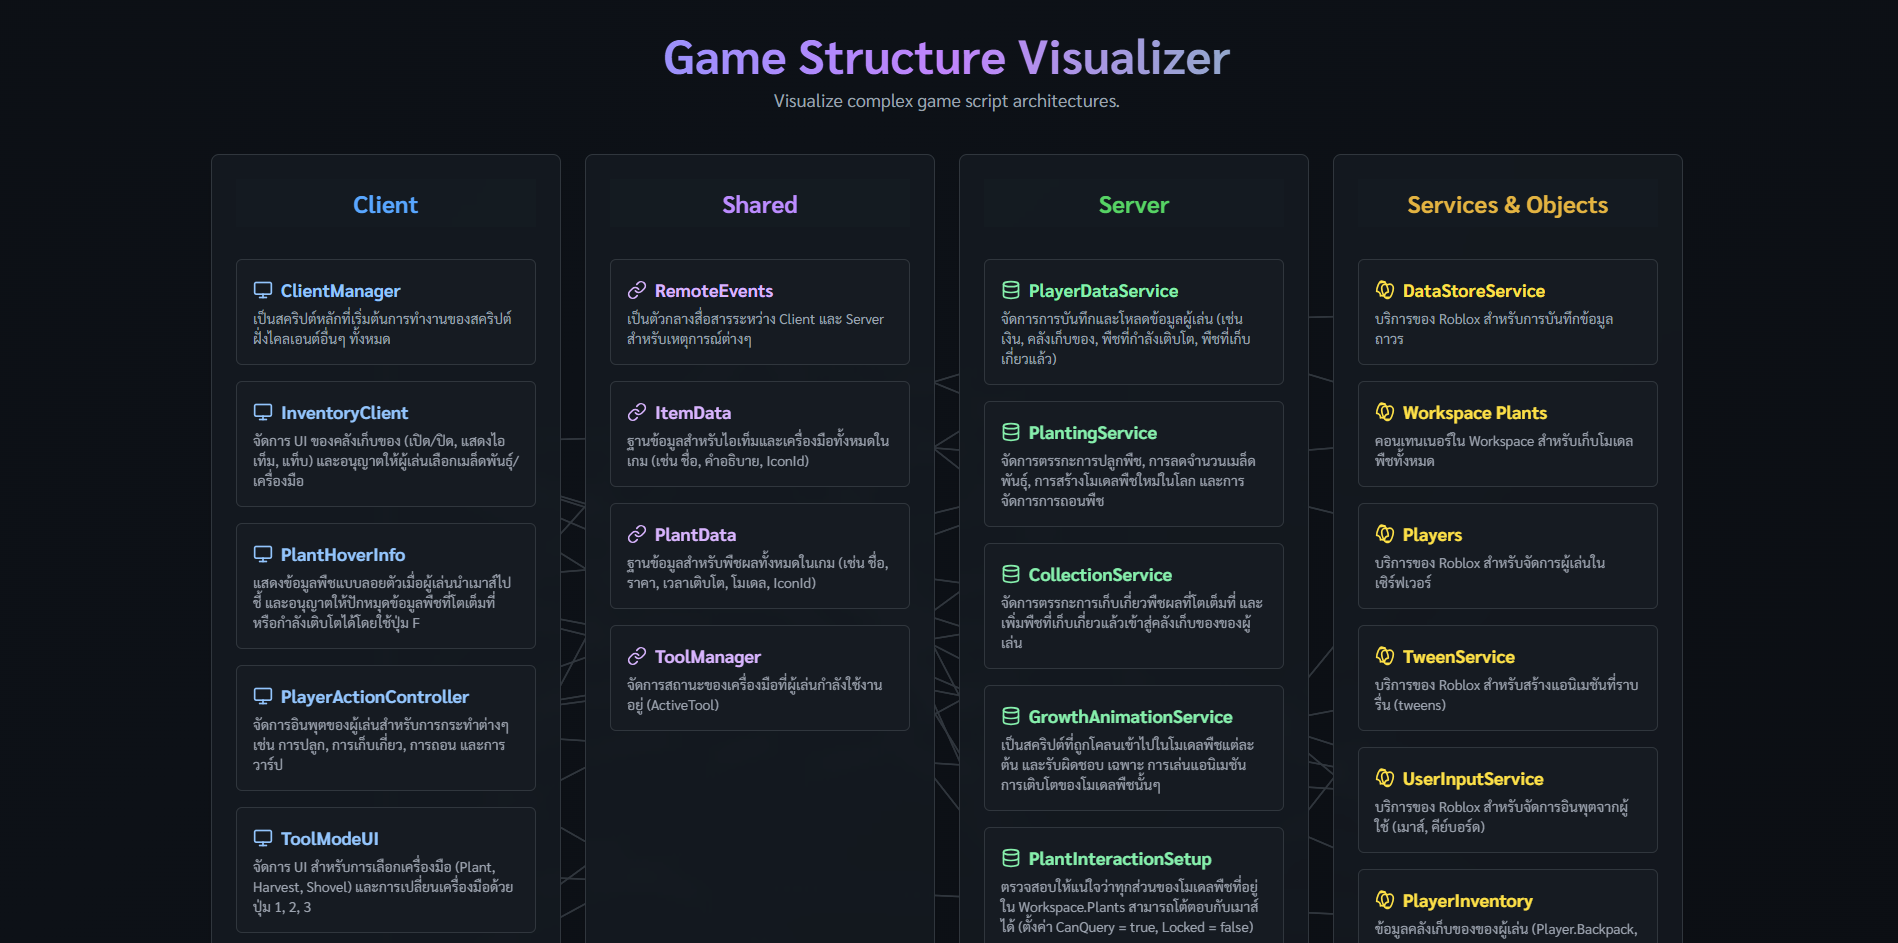 Game Structure Visualizer
Visualize complex game script architectures.
Client
ClientManager
เป็นสคริปต์หลักที่เริ่มต้นการทำงานของสคริปต์
ฝั่งไคลเอนต์อื่นๆ ทั้งหมด
InventoryClient
จัดการ UI ของคลังเก็บของ (เปิด/ปิด, แสดงไอ
เท็ม, แท็บ) และอนุญาตให้ผู้เล่นเลือกเมล็ดพันธุ์/
เครื่องมือ
PlantHoverInfo
แสดงข้อมูลพืชแบบลอยตัวเมื่อผู้เล่นนำเมาส์ไป
ชี้ และอนุญาตให้ปักหมุดข้อมูลพืชที่โตเต็มที่
หรือกำลังเติบโตได้โดยใช้ปุ่ม F
PlayerActionController
จัดการอินพุตของผู้เล่นสำหรับการกระทำต่างๆ
เช่น การปลูก, การเก็บเกี่ยว, การถอน และการ
วาร์ป
ToolModeUI
จัดการ UI สำหรับการเลือกเครื่องมือ (Plant,
Harvest, Shovel) และการเปลี่ยนเครื่องมือด้วย
ปุ่ม 1, 2, 3
Shared
RemoteEvents
เป็นตัวกลางสื่อสารระหว่าง Client และ Server
สำหรับเหตุการณ์ต่างๆ
ItemData
ฐานข้อมูลสำหรับไอเท็มและเครื่องมือทั้งหมดใน
เกม (เช่น ชื่อ, คำอธิบาย, IconId)
PlantData
ฐานข้อมูลสำหรับพืชผลทั้งหมดในเกม (เช่น ชื่อ,
ราคา, เวลาเติบโต, โมเดล, IconId)
ToolManager
จัดการสถานะของเครื่องมือที่ผู้เล่นกำลังใช้งาน
อยู่ (ActiveTool)
Server
PlayerDataService
จัดการการบันทึกและโหลดข้อมูลผู้เล่น (เช่น
เงิน, คลังเก็บของ, พืชที่กำลังเติบโต, พืชที่เก็บ
เกี่ยวแล้ว)
PlantingService
จัดการตรรกะการปลูกพืช, การลดจำนวนเมล็ด
พันธุ์, การสร้างโมเดลพืชใหม่ในโลก และการ
จัดการการถอนพืช
CollectionService
จัดการตรรกะการเก็บเกี่ยวพืชผลที่โตเต็มที่ และ
เพิ่มพืชที่เก็บเกี่ยวแล้วเข้าสู่คลังเก็บของของผู้
เล่น
GrowthAnimationService
เป็นสคริปต์ที่ถูกโคลนเข้าไปในโมเดลพืชแต่ละ
ต้น และรับผิดชอบ เฉพาะ การเล่นแอนิเมชัน
การเติบโตของโมเดลพืชนั้นๆ
PlantInteractionSetup
ตรวจสอบให้แน่ใจว่าทุกส่วนของโมเดลพืชที่อยู่
ใน Workspace.Plants สามารถโต้ตอบกับเมาส์
ได้ (ตั้งค่า CanQuery = true, Locked = false)
Services & Objects
DataStoreService
บริการของ Roblox สำหรับการบันทึกข้อมูล
ถาวร
Workspace Plants
คอนเทนเนอร์ใน Workspace สำหรับเก็บโมเดล
พืชทั้งหมด
Players
บริการของ Roblox สำหรับจัดการผู้เล่นใน
เซิร์ฟเวอร์
TweenService
บริการของ Roblox สำหรับสร้างแอนิเมชันที่ราบ
รื่น (tweens)
UserInputService
บริการของ Roblox สำหรับจัดการอินพุตจากผู้
ใช้ (เมาส์, คีย์บอร์ด)
PlayerInventory
ข้อมูลคลังเก็บของของผู้เล่น (Player.Backpack,